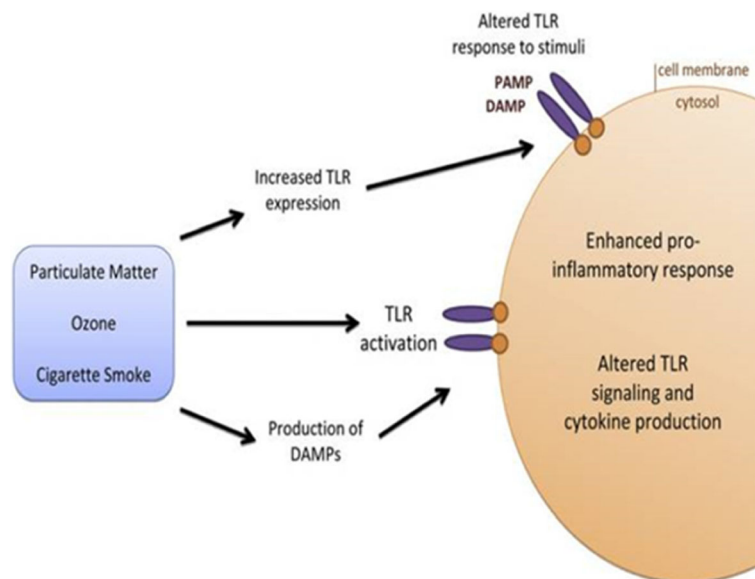 Altered TLR
response to stimuli
PAMP
DAMP
cell membrane
cytosol
Increased TLR
expression
Particulate Matter
Ozone
Cigarette Smoke
TLR
activation
Production of
DAMPs
Enhanced pro-
inflammatory response
Altered TLR
signaling and
cytokine production